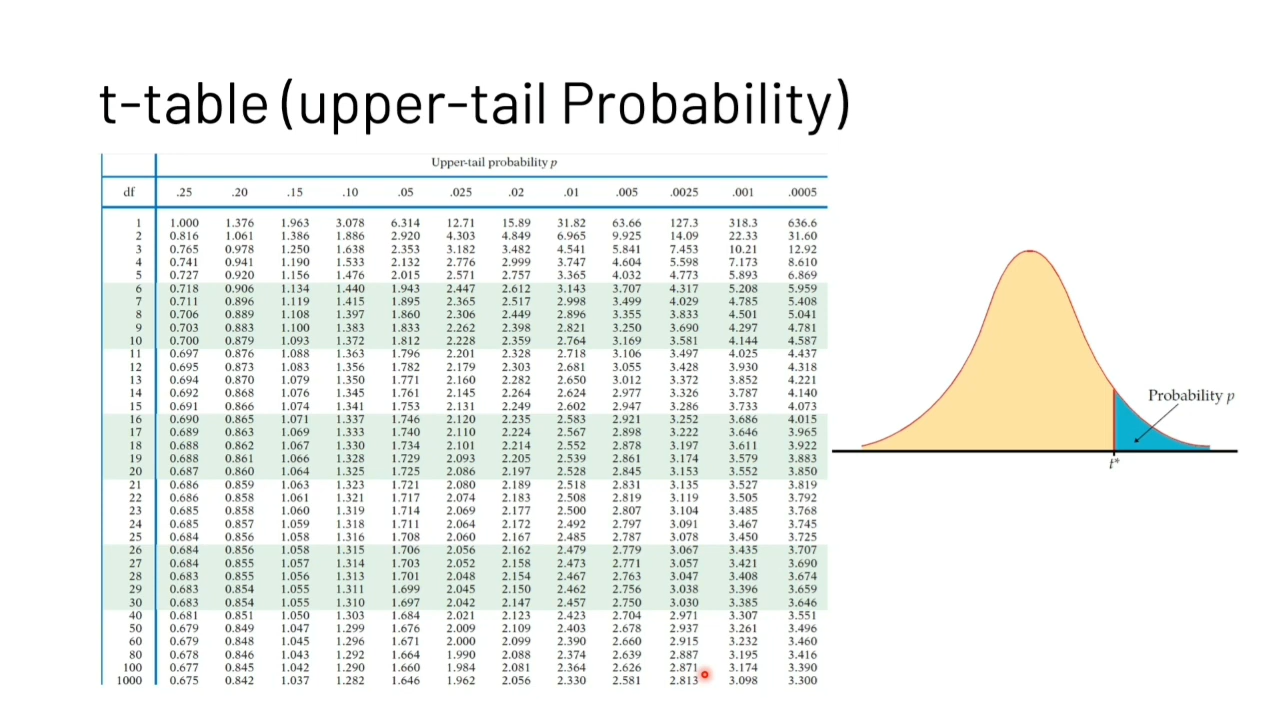 t-table (upper-tail Probability)
Upper-tail probability p
df .25 .20 .15 .10 .05 .025 .02 .01 .005 .0025 .001 .0005
1 1.000 1.376 1.963 3.078 6.314 12.71 15.89 31.82 63.66 127.3 318.3 636.6
2 0.816 1.061 1.386 1.886 2.920 4.303 4.849 6.965 9.925 14.09 22.33 31.60
3 0.765 0.978 1.250 1.638 2.353 3.182 3.482 4.541 5.841 7.453 10.21 12.92
4 0.741 0.941 1.190 1.533 2.132 2.776 2.999 3.747 4.604 5.598 7.173 8.610
5 0.727 0.920 1.156 1.476 2.015 2.571 2.757 3.365 4.032 4.773 5.893 6.869
6 0.718 0.906 1.134 1.440 1.943 2.447 2.612 3.143 3.707 4.317 5.208 5.959
7 0.711 0.896 1.119 1.415 1.895 2.365 2.517 2.998 3.499 4.029 4.785 5.408
8 0.706 0.889 1.108 1.397 1.860 2.306 2.449 2.896 3.355 3.833 4.501 5.041
9 0.703 0.883 1.100 1.383 1.833 2.262 2.398 2.821 3.250 3.690 4.297 4.781
10 0.700 0.879 1.093 1.372 1.812 2.228 2.359 2.764 3.169 3.581 4.144 4.587
11 0.697 0.876 1.088 1.363 1.796 2.201 2.328 2.718 3.106 3.497 4.025 4.437
12 0.695 0.873 1.083 1.356 1.782 2.179 2.303 2.681 3.055 3.428 3.930 4.318
13 0.694 0.870 1.079 1.350 1.771 2.160 2.282 2.650 3.012 3.372 3.852 4.221
14 0.692 0.868 1.076 1.345 1.761 2.145 2.264 2.624 2.977 3.326 3.787 4.140
15 0.691 0.866 1.074 1.341 1.753 2.131 2.249 2.602 2.947 3.286 3.733 4.073
16 0.690 0.865 1.071 1.337 1.746 2.120 2.235 2.583 2.921 3.252 3.686 4.015
17 0.689 0.863 1.069 1.333 1.740 2.110 2.224 2.567 2.898 3.222 3.646 3.965
18 0.688 0.862 1.067 1.330 1.734 2.101 2.214 2.552 2.878 3.197 3.611 3.922
19 0.688 0.861 1.066 1.328 1.729 2.093 2.205 2.539 2.861 3.174 3.579 3.883
20 0.687 0.860 1.064 1.325 1.725 2.086 2.197 2.528 2.845 3.153 3.552 3.850
21 0.686 0.859 1.063 1.323 1.721 2.080 2.189 2.518 2.831 3.135 3.527 3.819
22 0.686 0.858 1.061 1.321 1.717 2.074 2.183 2.508 2.819 3.119 3.505 3.792
23 0.685 0.858 1.060 1.319 1.714 2.069 2.177 2.500 2.807 3.104 3.485 3.768
24 0.685 0.857 1.059 1.318 1.711 2.064 2.172 2.492 2.797 3.091 3.467 3.745
25 0.684 0.856 1.058 1.316 1.708 2.060 2.167 2.485 2.787 3.078 3.450 3.725
26 0.684 0.856 1.058 1.315 1.706 2.056 2.162 2.479 2.779 3.067 3.435 3.707
27 0.684 0.855 1.057 1.314 1.703 2.052 2.158 2.473 2.771 3.057 3.421 3.690
28 0.683 0.855 1.056 1.313 1.701 2.048 2.154 2.467 2.763 3.047 3.408 3.674
29 0.683 0.854 1.055 1.311 1.699 2.045 2.150 2.462 2.756 3.038 3.396 3.659
30 0.683 0.854 1.055 1.310 1.697 2.042 2.147 2.457 2.750 3.030 3.385 3.646
40 0.681 0.851 1.050 1.303 1.684 2.021 2.123 2.423 2.704 2.971 3.307 3.551
50 0.679 0.849 1.047 1.299 1.676 2.009 2.109 2.403 2.678 2.937 3.261 3.496
60 0.679 0.848 1.045 1.296 1.671 2.000 2.099 2.390 2.660 2.915 3.232 3.460
80 0.678 0.846 1.043 1.292 1.664 1.990 2.088 2.374 2.639 2.887 3.195 3.416
100 0.677 0.845 1.042 1.290 1.660 1.984 2.081 2.364 2.626 2.871 3.174 3.390
1000 0.675 0.842 1.037 1.282 1.646 1.962 2.056 2.330 2.581 2.813 3.098 3.300
Probability p
t*